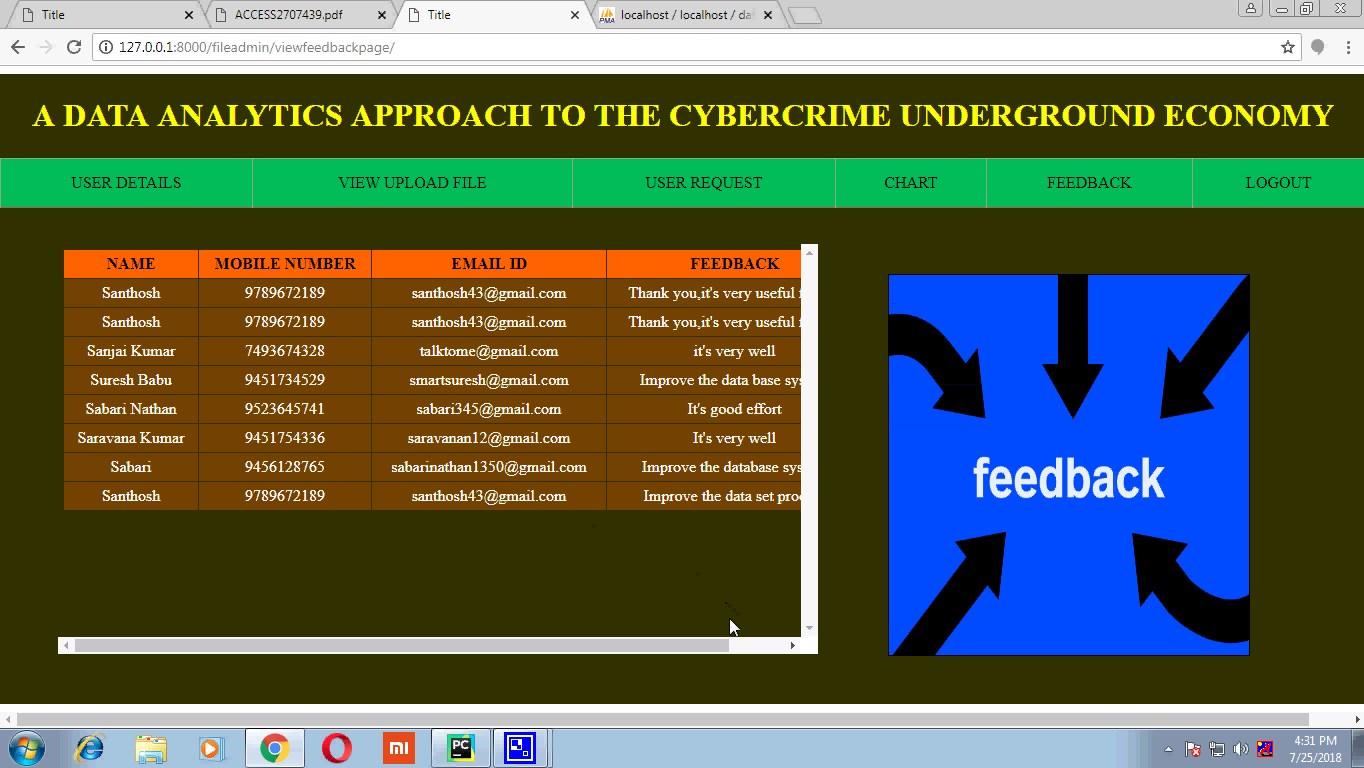 Title
ACCESS2707439.pdf
Title
PMA
localhost / localhost / da
127.0.0.1:8000/fileadmin/viewfeedbackpage/
A DATA ANALYTICS APPROACH TO THE CYBERCRIME UNDERGROUND ECONOMY
USER DETAILS VIEW UPLOAD FILE USER REQUEST CHART FEEDBACK LOGOUT
NAME MOBILE NUMBER EMAIL ID FEEDBACK
Santhosh 9789672189 santhosh43@gmail.com Thank you,it's very useful
Santhosh 9789672189 santhosh43@gmail.com Thank you,it's very useful
Sanjai Kumar 7493674328 talktome@gmail.com it's very well
Suresh Babu 9451734529 smartsuresh@gmail.com Improve the data base sys
Sabari Nathan 9523645741 sabari345@gmail.com It's good effort
Saravana Kumar 9451754336 saravanan12@gmail.com It's very well
Sabari 9456128765 sabarinathan1350@gmail.com Improve the database sys
Santhosh 9789672189 santhosh43@gmail.com Improve the data set pro
feedback
mi
PC
4:31 PM
7/25/2018